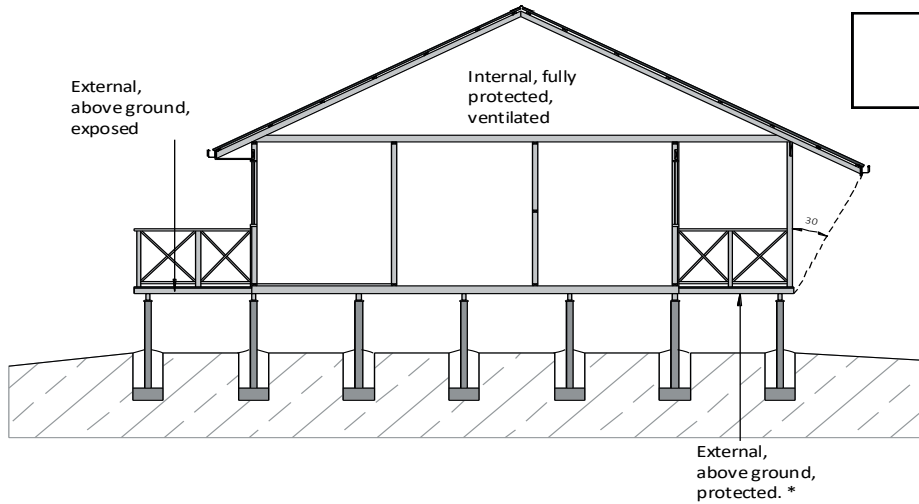 External,
above ground,
exposed
Internal, fully
protected,
ventilated
30
External,
above ground,
protected. *